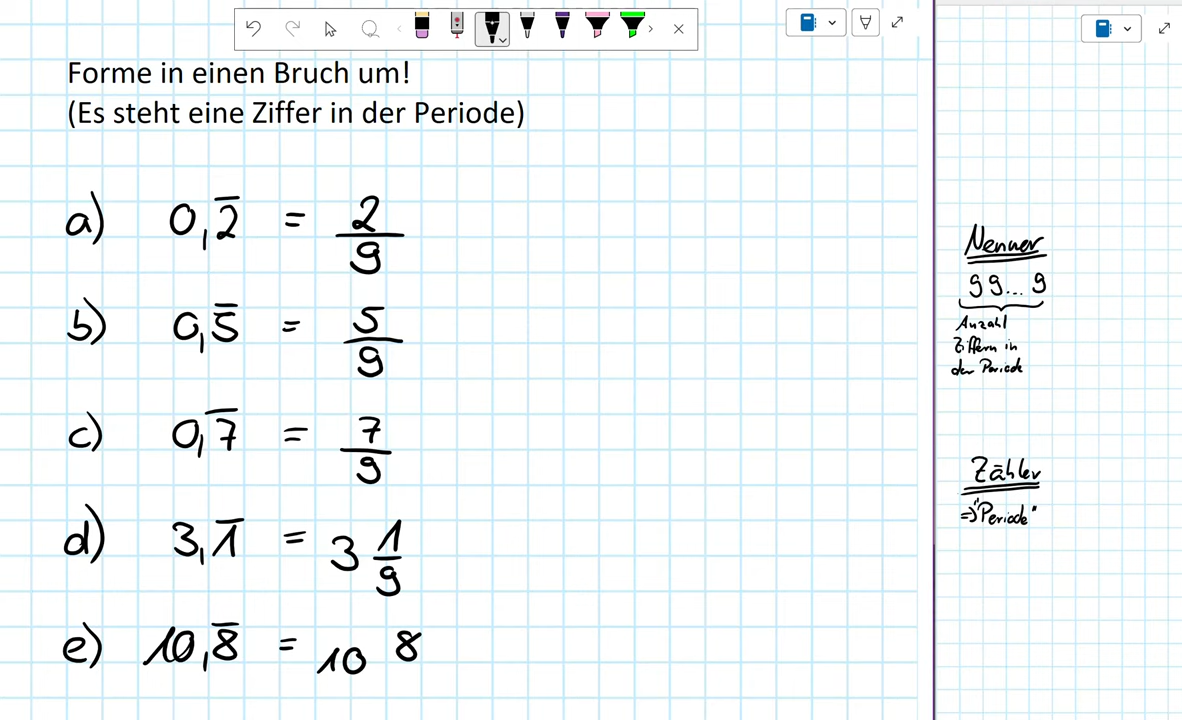 Forme in einen Bruch um!
(Es steht eine Ziffer in der Periode)
a) 0,2̅ = 2/9
b) 0,5̅ = 5/9
c) 0,7̅ = 7/9
d) 3,1̅ = 3 1/9
e) 10,8̅ = 10 8
Nenner
99...9
Anzahl
Ziffern in
der Periode
Zähler
=> "Periode"